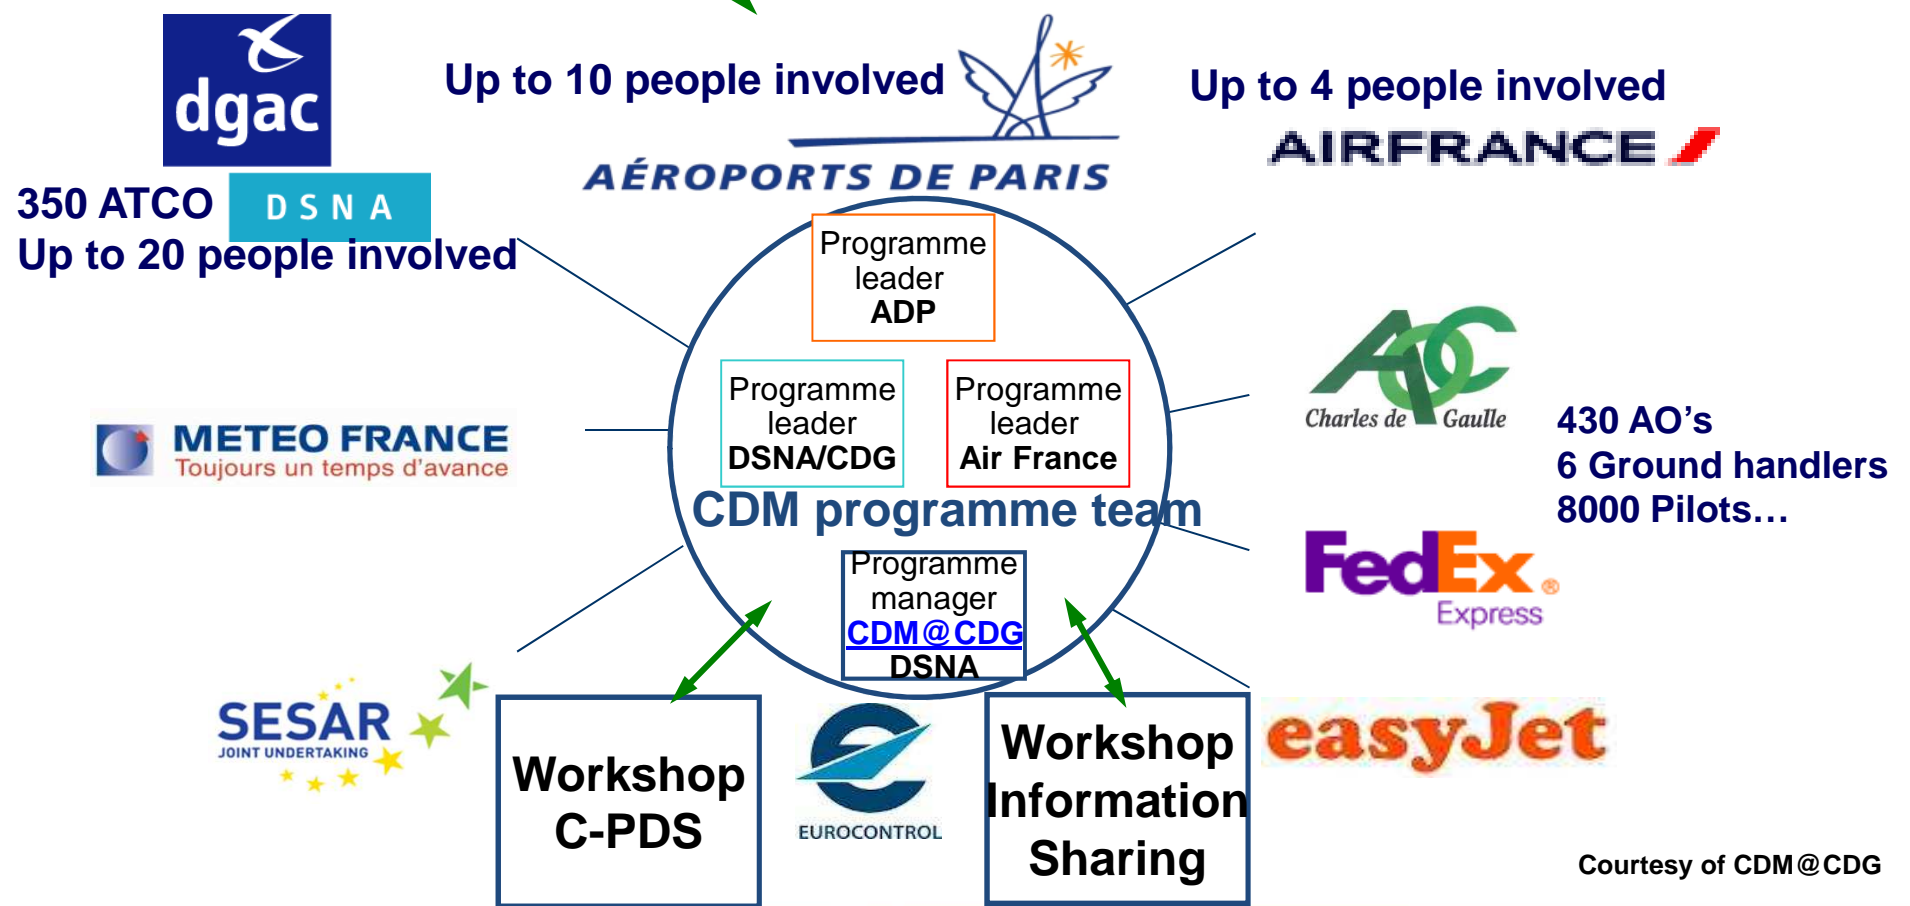 dgac
Up to 10 people involved
Up to 4 people involved
AIRFRANCE
AÉROPORTS DE PARIS
350 ATCO
DSNA
Up to 20 people involved
Programme
leader
ADP
Programme
leader
DSNA/CDG
Programme
leader
Air France
CDM programme team
Programme
manager
CDM@CDG
DSNA
METEO FRANCE
Toujours un temps d'avance
AOC
Charles de Gaulle
430 AO's
6 Ground handlers
8000 Pilots…
FedEx®
Express
SESAR
JOINT UNDERTAKING
Workshop
C-PDS
EUROCONTROL
Workshop
Information
Sharing
easyJet
Courtesy of CDM@CDG